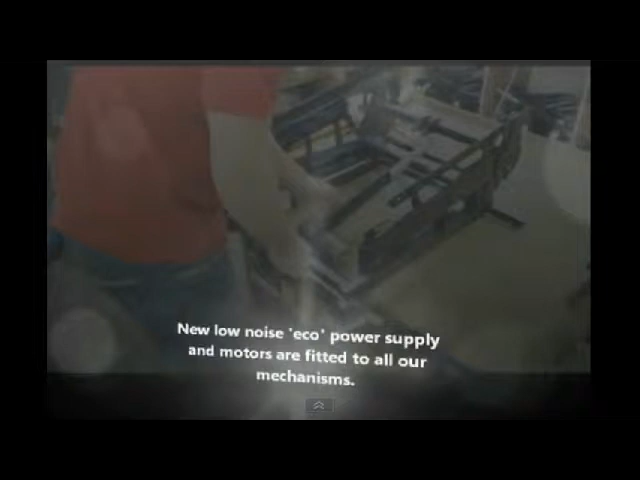 New low noise 'eco' power supply
and motors are fitted to all our
mechanisms.